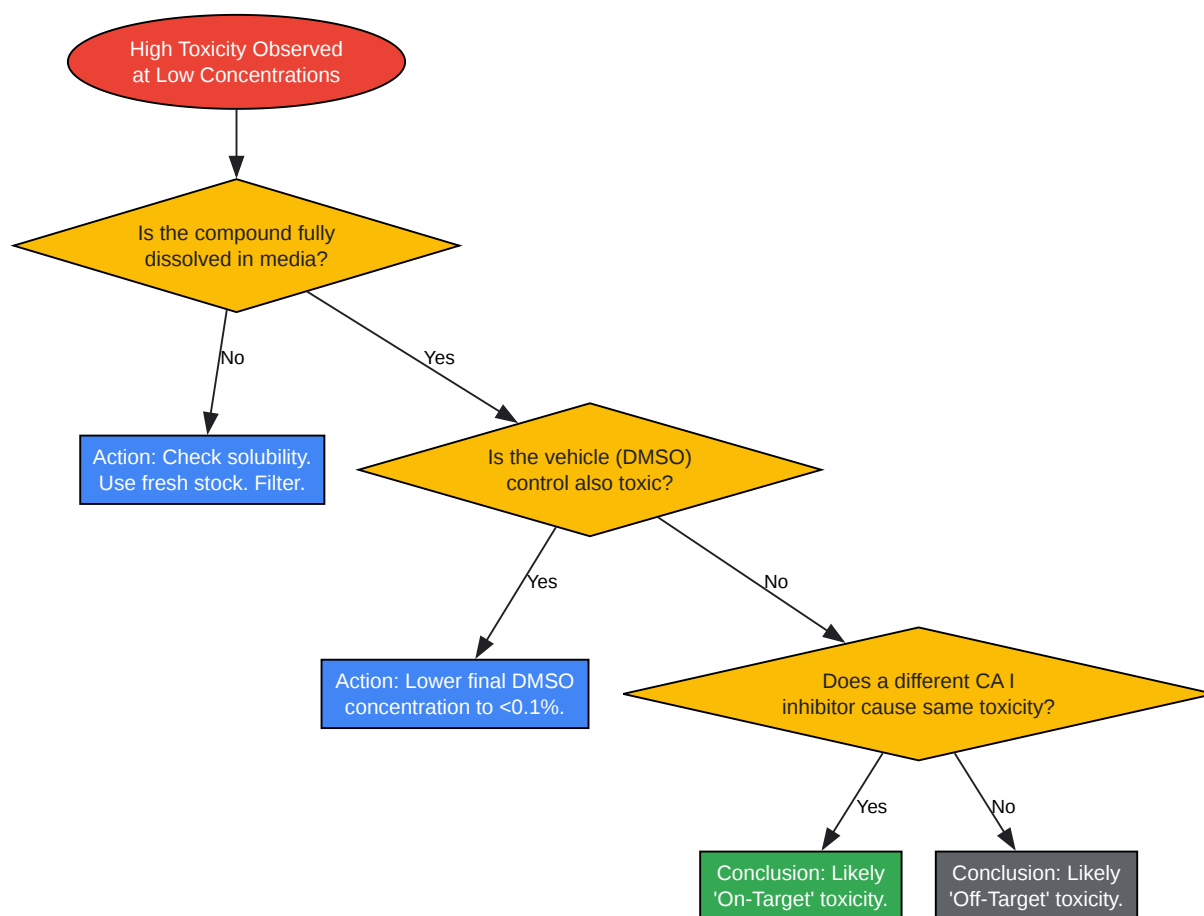 High Toxicity Observed
at Low Concentrations
Is the compound fully
dissolved in media?
No
Yes
Action: Check solubility.
Use fresh stock. Filter.
Is the vehicle (DMSO)
control also toxic?
Yes
No
Action: Lower final DMSO
concentration to <0.1%.
Does a different CA I
inhibitor cause same toxicity?
Yes
No
Conclusion: Likely
'On-Target' toxicity.
Conclusion: Likely
'Off-Target' toxicity.